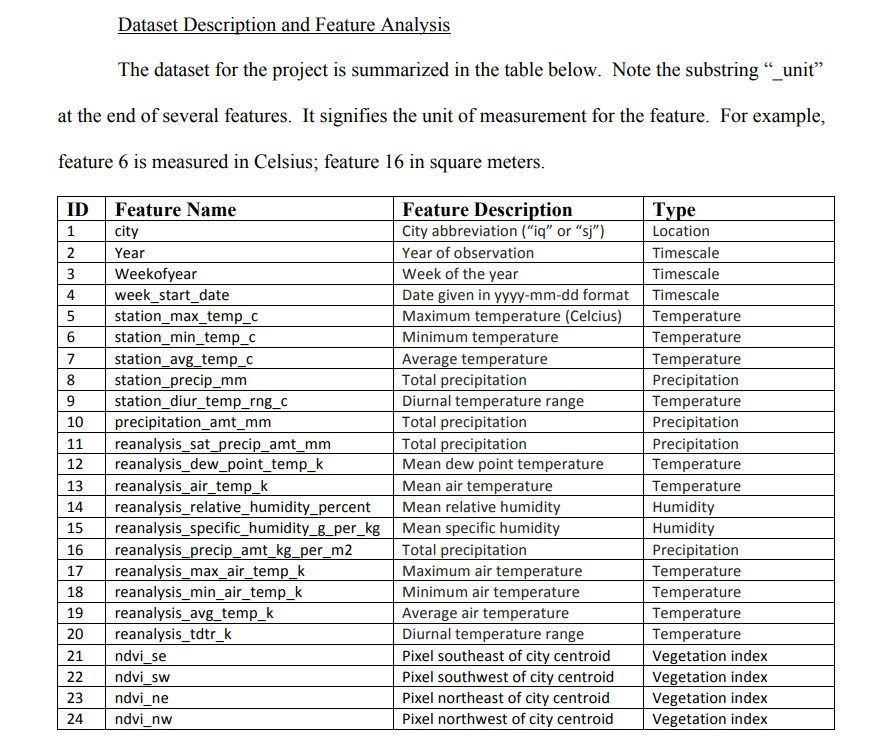 Dataset Description and Feature Analysis
The dataset for the project is summarized in the table below. Note the substring “_unit”
at the end of several features. It signifies the unit of measurement for the feature. For example,
feature 6 is measured in Celsius; feature 16 in square meters.
ID Feature Name Feature Description Type
1 city City abbreviation (“iq” or “sj”) Location
2 Year Year of observation Timescale
3 Weekofyear Week of the year Timescale
4 week_start_date Date given in yyyy-mm-dd format Timescale
5 station_max_temp_c Maximum temperature (Celcius) Temperature
6 station_min_temp_c Minimum temperature Temperature
7 station_avg_temp_c Average temperature Temperature
8 station_precip_mm Total precipitation Precipitation
9 station_diur_temp_rng_c Diurnal temperature range Temperature
10 precipitation_amt_mm Total precipitation Precipitation
11 reanalysis_sat_precip_amt_mm Total precipitation Precipitation
12 reanalysis_dew_point_temp_k Mean dew point temperature Temperature
13 reanalysis_air_temp_k Mean air temperature Temperature
14 reanalysis_relative_humidity_percent Mean relative humidity Humidity
15 reanalysis_specific_humidity_g_per_kg Mean specific humidity Humidity
16 reanalysis_precip_amt_kg_per_m2 Total precipitation Precipitation
17 reanalysis_max_air_temp_k Maximum air temperature Temperature
18 reanalysis_min_air_temp_k Minimum air temperature Temperature
19 reanalysis_avg_temp_k Average air temperature Temperature
20 reanalysis_tdtr_k Diurnal temperature range Temperature
21 ndvi_se Pixel southeast of city centroid Vegetation index
22 ndvi_sw Pixel southwest of city centroid Vegetation index
23 ndvi_ne Pixel northeast of city centroid Vegetation index
24 ndvi_nw Pixel northwest of city centroid Vegetation index